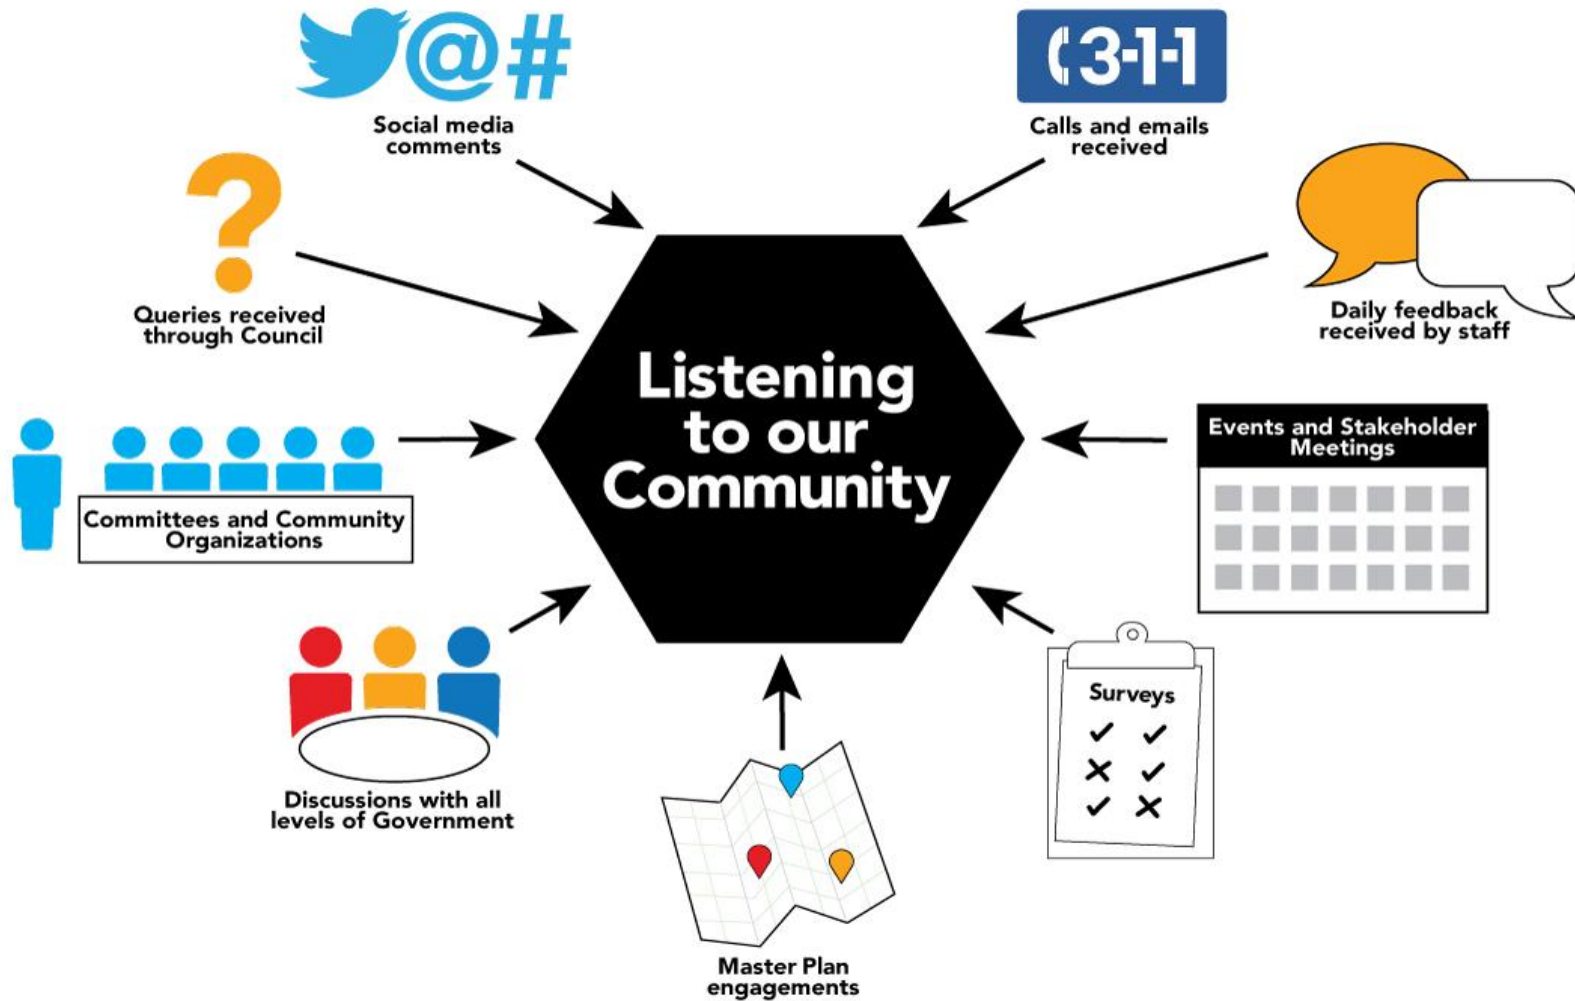 @#
Social media
comments
3-1-1
Calls and emails
received
Queries received
through Council
Daily feedback
received by staff
Listening
to our
Community
Committees and Community
Organizations
Events and Stakeholder
Meetings
Discussions with all
levels of Government
Surveys
Master Plan
engagements